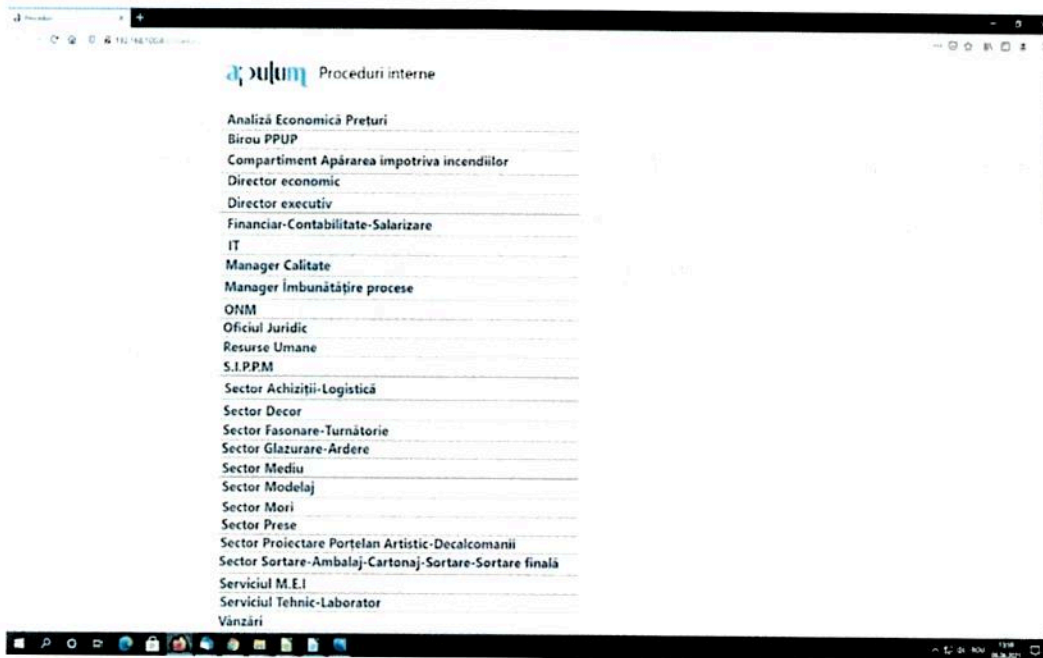 Proceduri
apulum Proceduri interne
Analiză Economică Prețuri
Birou PPUP
Compartiment Apărarea împotriva incendiilor
Director economic
Director executiv
Financiar-Contabilitate-Salarizare
IT
Manager Calitate
Manager Îmbunătățire procese
ONM
Oficiul Juridic
Resurse Umane
S.I.P.P.M
Sector Achiziții-Logistică
Sector Decor
Sector Fasonare-Turnătorie
Sector Glazurare-Ardere
Sector Mediu
Sector Modelaj
Sector Mori
Sector Prese
Sector Proiectare Porțelan Artistic-Decalcomanii
Sector Sortare-Ambalaj-Cartonaj-Sortare-Sortare finală
Serviciul M.E.I
Serviciul Tehnic-Laborator
Vânzări
ROU